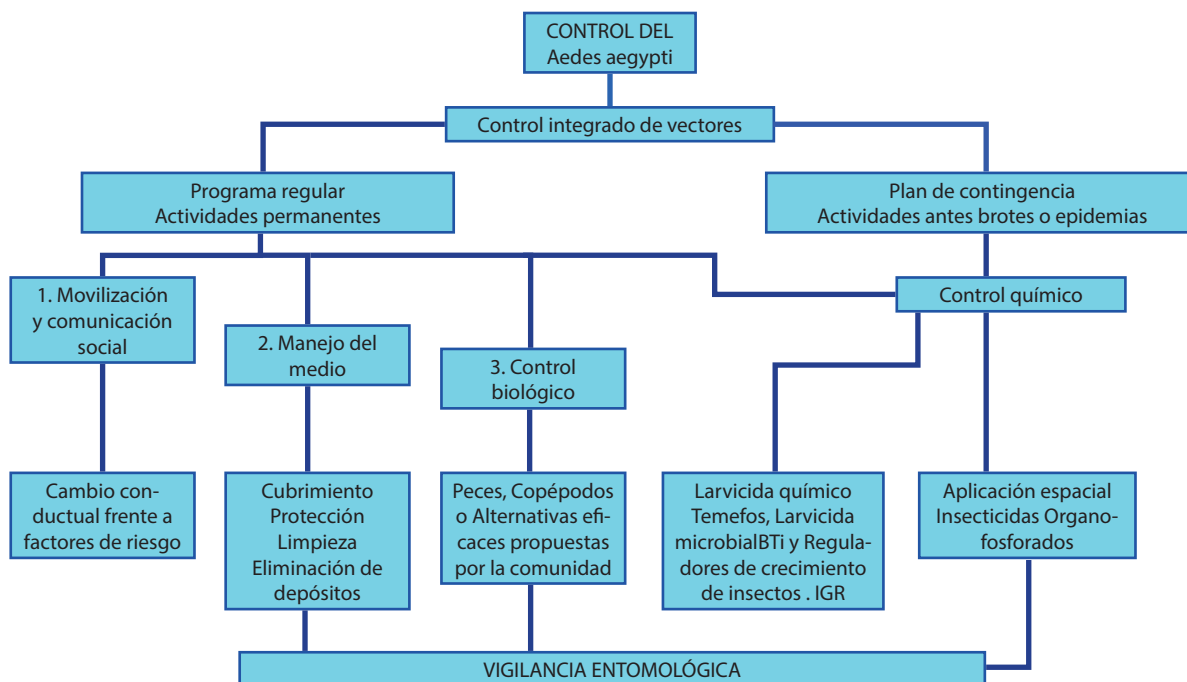 CONTROL DEL
Aedes aegypti
Control integrado de vectores
Programa regular
Actividades permanentes
Plan de contingencia
Actividades antes brotes o epidemias
1. Movilización
y comunicación
social
2. Manejo del
medio
3. Control
biológico
Control químico
Cambio con-
ductual frente a
factores de riesgo
Cubrimiento
Protección
Limpieza
Eliminación de
depósitos
Peces, Copépodos
o Alternativas efi-
caces propuestas
por la comunidad
Larvicida químico
Temefos, Larvicida
microbialBTi y Regula-
dores de crecimiento
de insectos . IGR
Aplicación espacial
Insecticidas Organo-
fosforados
VIGILANCIA ENTOMOLÓGICA